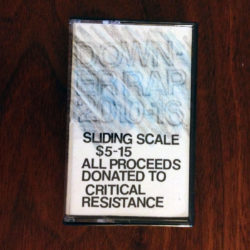 DOWN-
ER RAP
2010-16
SLIDING SCALE
$5-15
ALL PROCEEDS
DONATED TO
CRITICAL
RESISTANCE